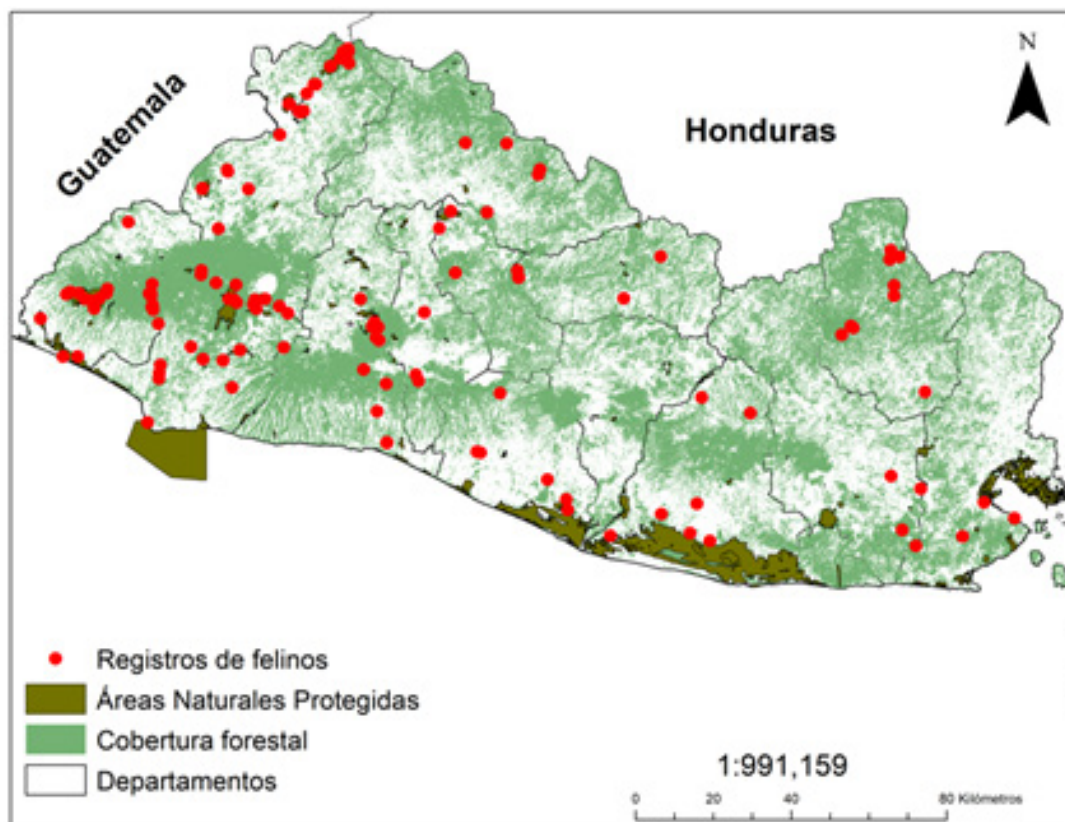 N
Guatemala
Honduras
Registros de felinos
Áreas Naturales Protegidas
Cobertura forestal
Departamentos
1:991,159
0 20 40 80 Kilómetros